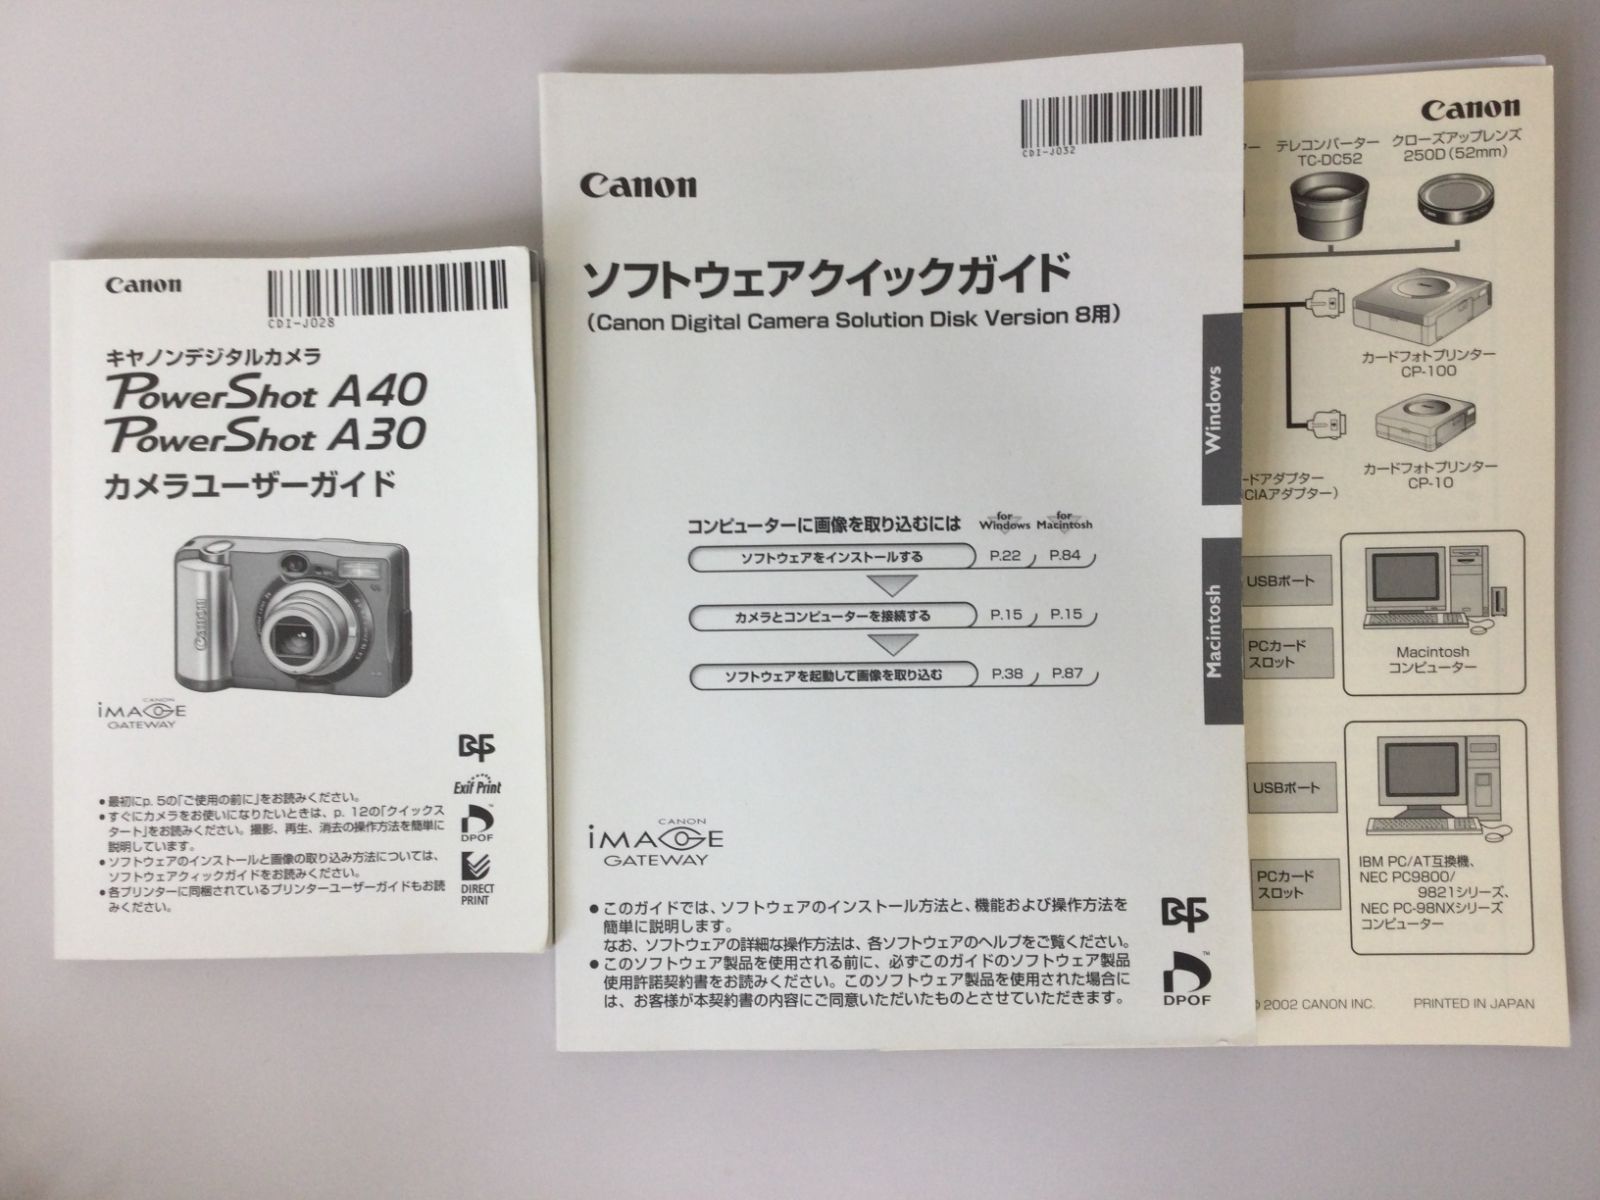 Canon
CDI-J028
キヤノンデジタルカメラ
PowerShot A40
PowerShot A30
カメラユーザーガイド
Canon
CANON
iMAGE
GATEWAY
BF
Exif Print
DPOF
DIRECT
PRINT
●最初にp. 5の「ご使用の前に」をお読みください。
●すぐにカメラをお使いになりたいときは、p. 12の「クイックス
タート」をお読みください。撮影、再生、消去の操作方法を簡単に
説明しています。
●ソフトウェアのインストールと画像の取り込み方法については、
ソフトウェアクィックガイドをお読みください。
●各プリンターに同梱されているプリンターユーザーガイドもお読
みください。
CDI-J032
Canon
ソフトウェアクイックガイド
(Canon Digital Camera Solution Disk Version 8用)
Windows
Macintosh
コンピューターに画像を取り込むには for Windows for Macintosh
ソフトウェアをインストールする P.22 P.84
カメラとコンピューターを接続する P.15 P.15
ソフトウェアを起動して画像を取り込む P.38 P.87
CANON
iMAGE
GATEWAY
●このガイドでは、ソフトウェアのインストール方法と、機能および操作方法を
簡単に説明します。
なお、ソフトウェアの詳細な操作方法は、各ソフトウェアのヘルプをご覧ください。
●このソフトウェア製品を使用される前に、必ずこのガイドのソフトウェア製品
使用許諾契約書をお読みください。このソフトウェア製品を使用された場合に
は、お客様が本契約書の内容にご同意いただいたものとさせていただきます。
BF
DPOF
Canon
ー テレコンバーター クローズアップレンズ
TC-DC52 250D(52mm)
カードフォトプリンター
CP-100
カードフォトプリンター
CP-10
ードアダプター
CIAアダプター)
USBポート
PCカード
スロット
Macintosh
コンピューター
USBポート
PCカード
スロット
IBM PC/AT互換機、
NEC PC9800/
9821シリーズ、
NEC PC-98NXシリーズ
コンピューター
© 2002 CANON INC. PRINTED IN JAPAN